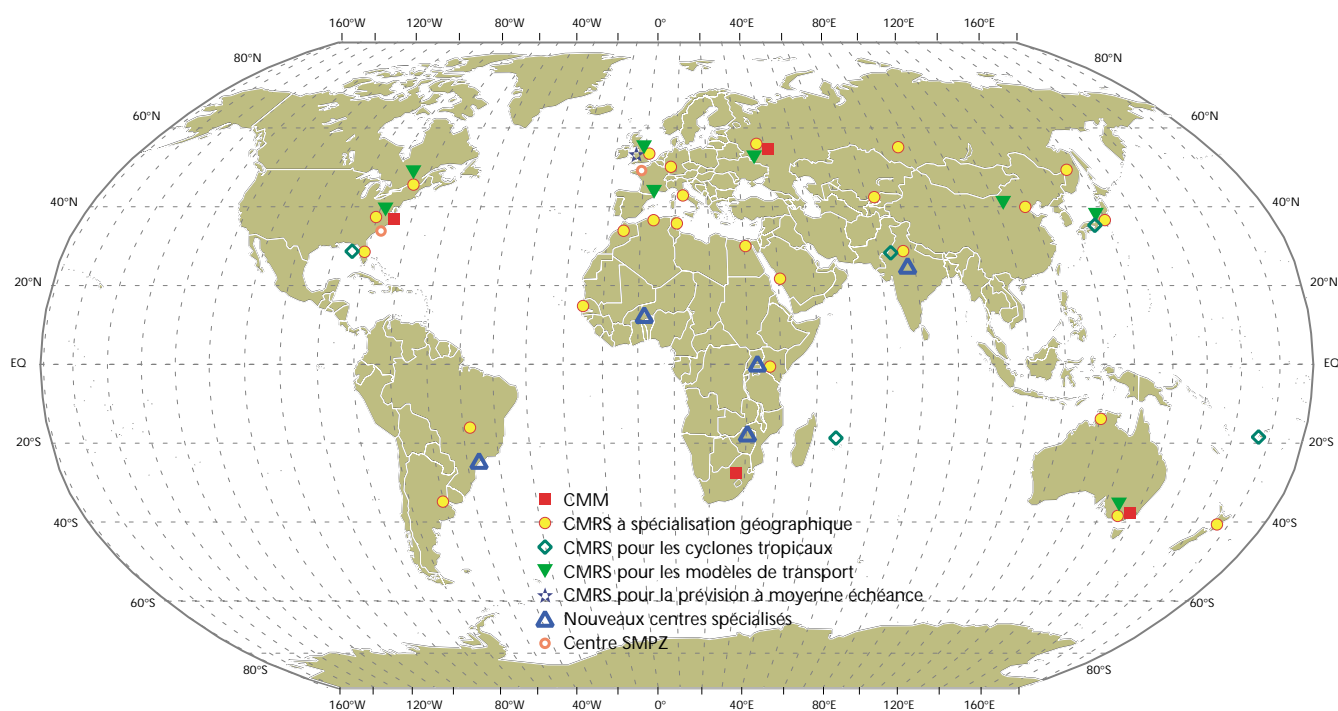 160°W 120°W 80°W 40°W 0° 40°E 80°E 120°E 160°E
80°N 80°N
60°N 60°N
40°N 40°N
20°N 20°N
EQ EQ
20°S 20°S
40°S 40°S
60°S 60°S
80°S 80°S
CMM
CMRS à spécialisation géographique
CMRS pour les cyclones tropicaux
CMRS pour les modèles de transport
CMRS pour la prévision à moyenne échéance
Nouveaux centres spécialisés
Centre SMPZ
160°W 120°W 80°W 40°W 0° 40°E 80°E 120°E 160°E